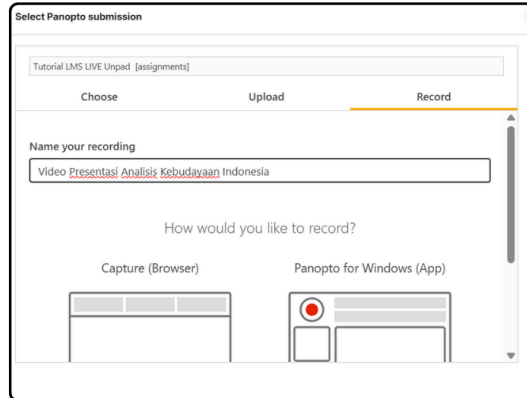 Select Panopto submission
Tutorial LMS LIVE Unpad [assignments]
Choose Upload Record
Name your recording
Video Presentasi Analisis Kebudayaan Indonesia
How would you like to record?
Capture (Browser) Panopto for Windows (App)